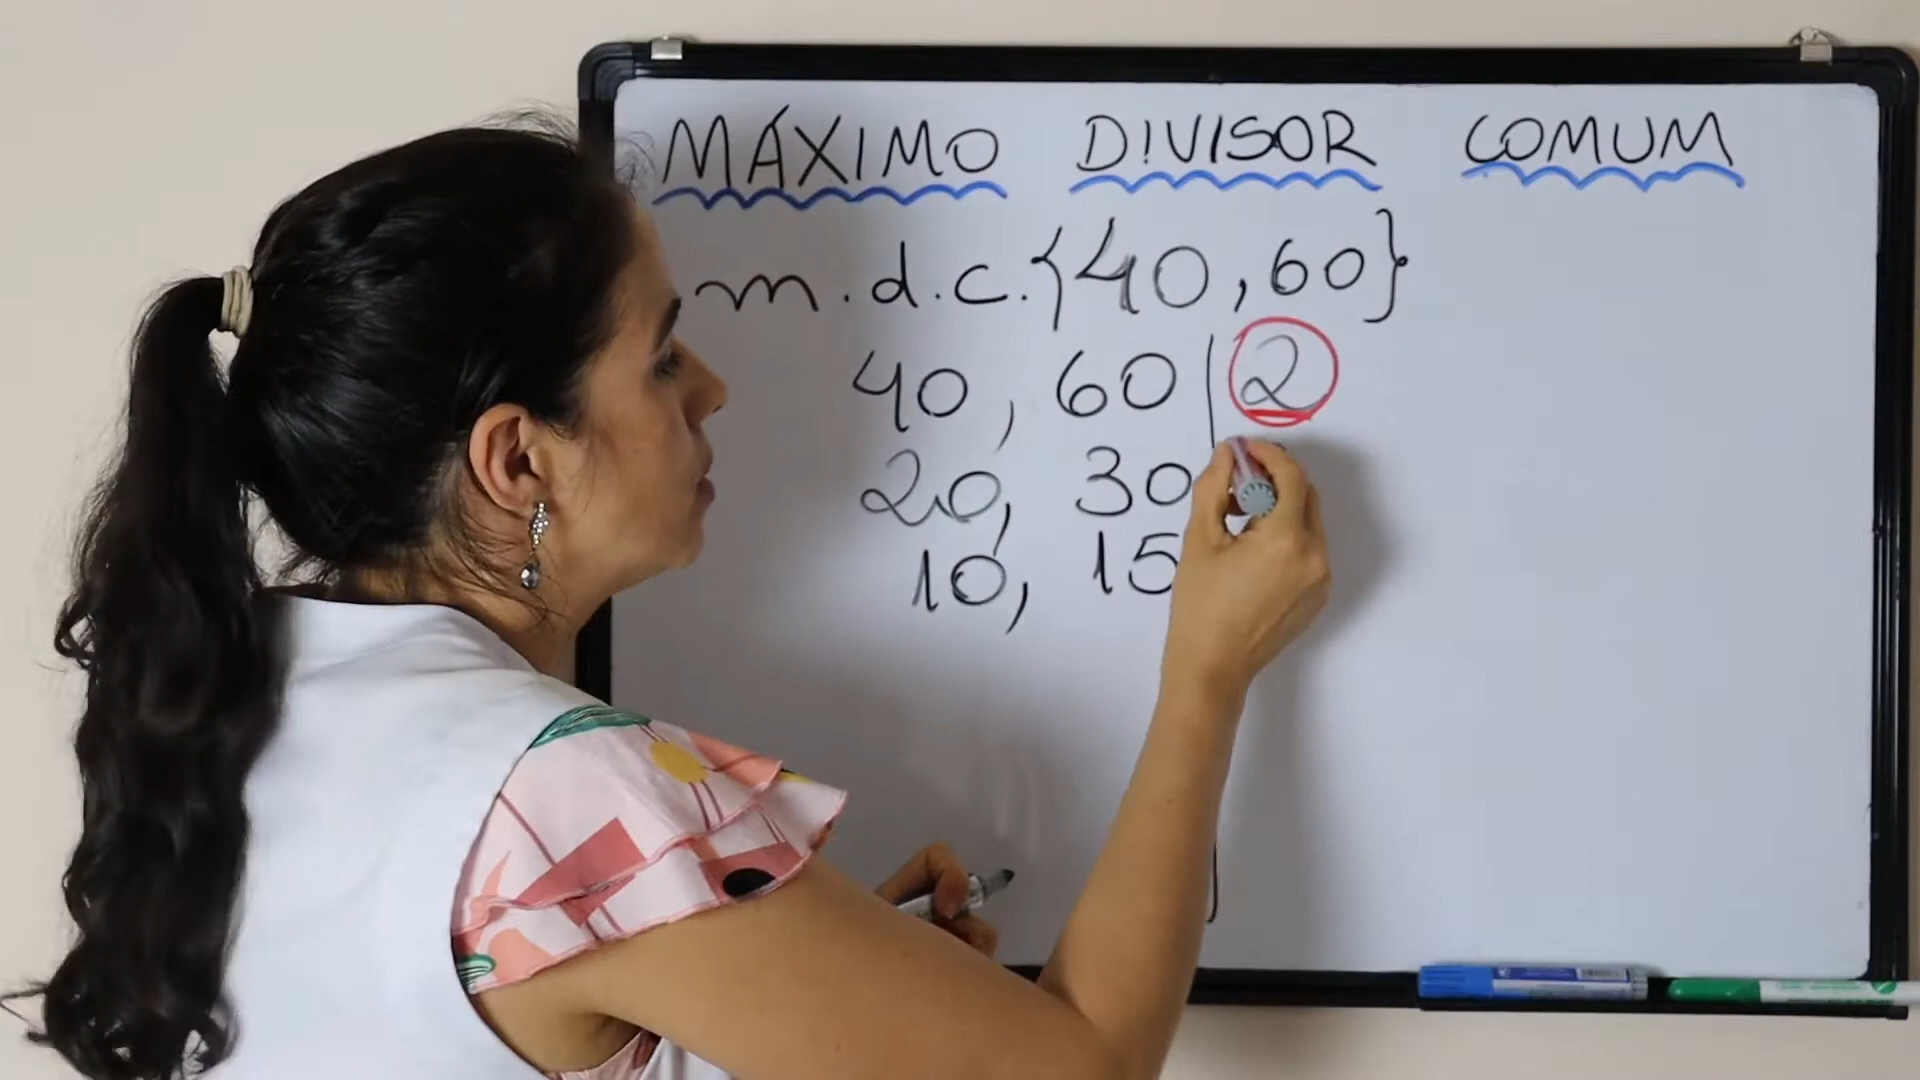 MÁXIMO DIVISOR COMUM
m.d.c.{40,60}
40, 60 | 2
20, 30
10, 15